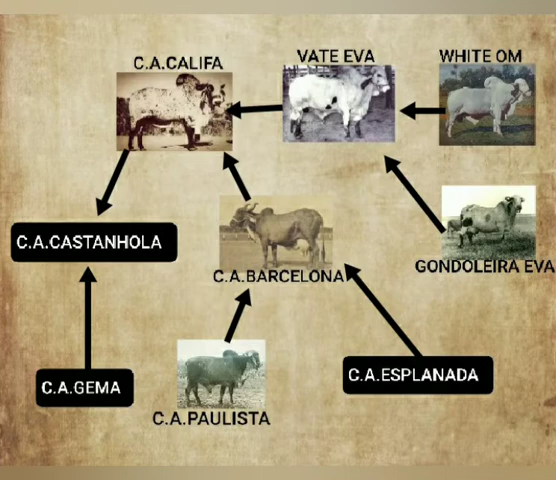 C.A.CALIFA
VATE EVA
WHITE OM
C.A.CASTANHOLA
C.A.BARCELONA
GONDOLEIRA EVA
C.A.GEMA
C.A.ESPLANADA
C.A.PAULISTA